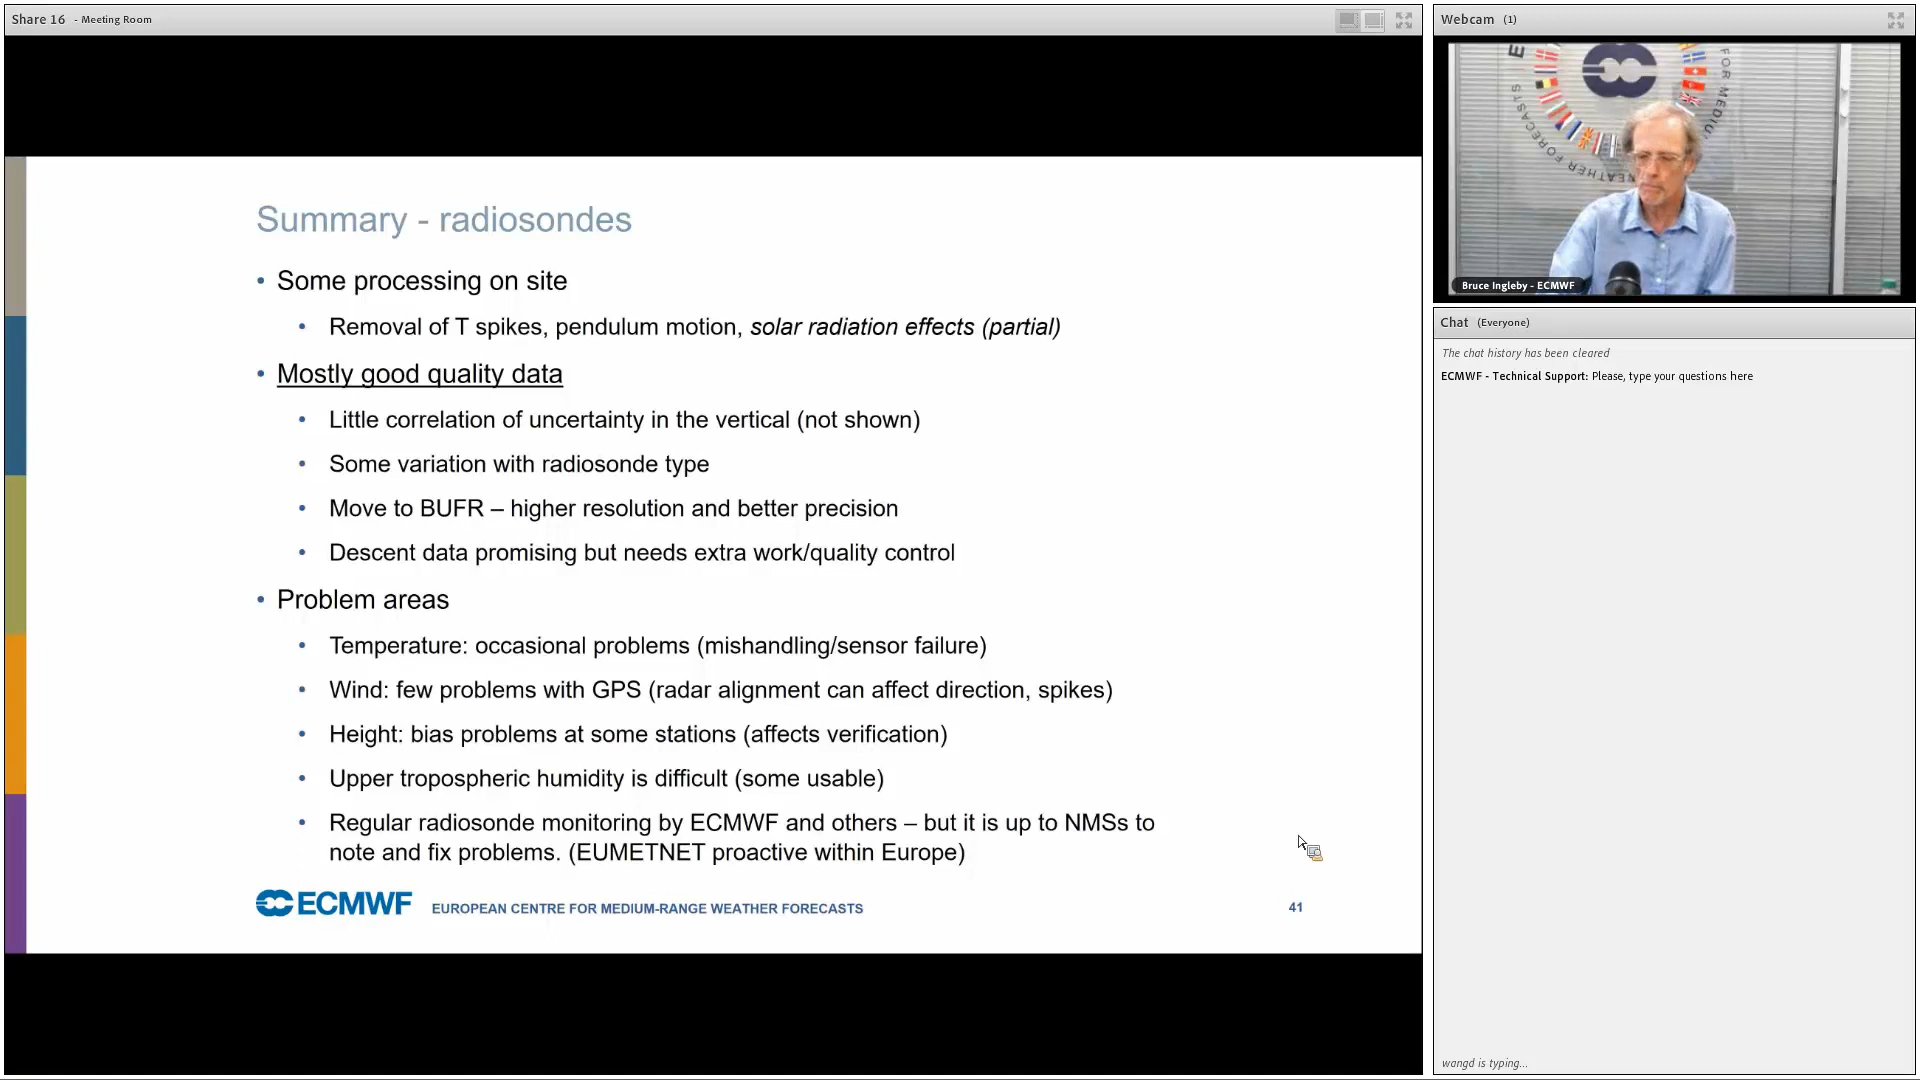 Share 16 - Meeting Room
Summary - radiosondes
• Some processing on site
• Removal of T spikes, pendulum motion, solar radiation effects (partial)
• Mostly good quality data
• Little correlation of uncertainty in the vertical (not shown)
• Some variation with radiosonde type
• Move to BUFR – higher resolution and better precision
• Descent data promising but needs extra work/quality control
• Problem areas
• Temperature: occasional problems (mishandling/sensor failure)
• Wind: few problems with GPS (radar alignment can affect direction, spikes)
• Height: bias problems at some stations (affects verification)
• Upper tropospheric humidity is difficult (some usable)
• Regular radiosonde monitoring by ECMWF and others – but it is up to NMSs to
note and fix problems. (EUMETNET proactive within Europe)
ECMWF EUROPEAN CENTRE FOR MEDIUM-RANGE WEATHER FORECASTS 41
Webcam (1)
FOR MEDIU
WEATHER FORECASTS
Bruce Ingleby - ECMWF
Chat (Everyone)
The chat history has been cleared
ECMWF - Technical Support: Please, type your questions here
wangd is typing...